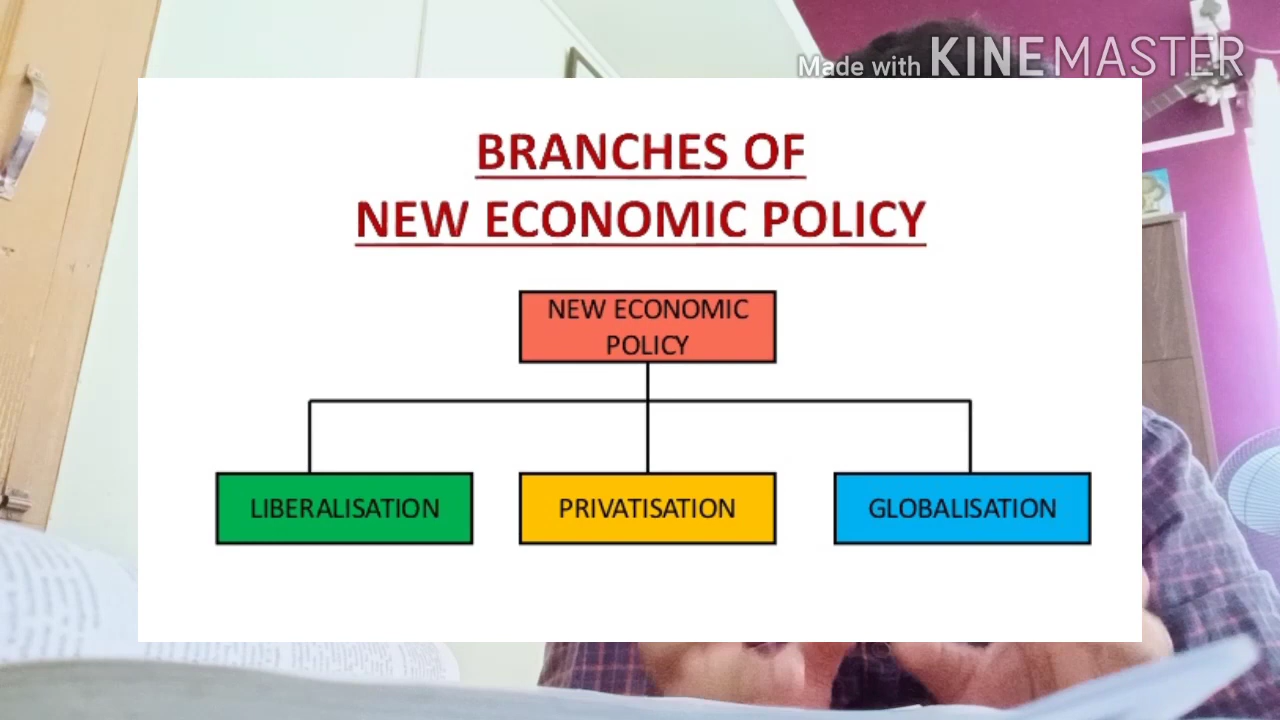 Made with KINEMASTER
BRANCHES OF
NEW ECONOMIC POLICY
NEW ECONOMIC
POLICY
LIBERALISATION
PRIVATISATION
GLOBALISATION